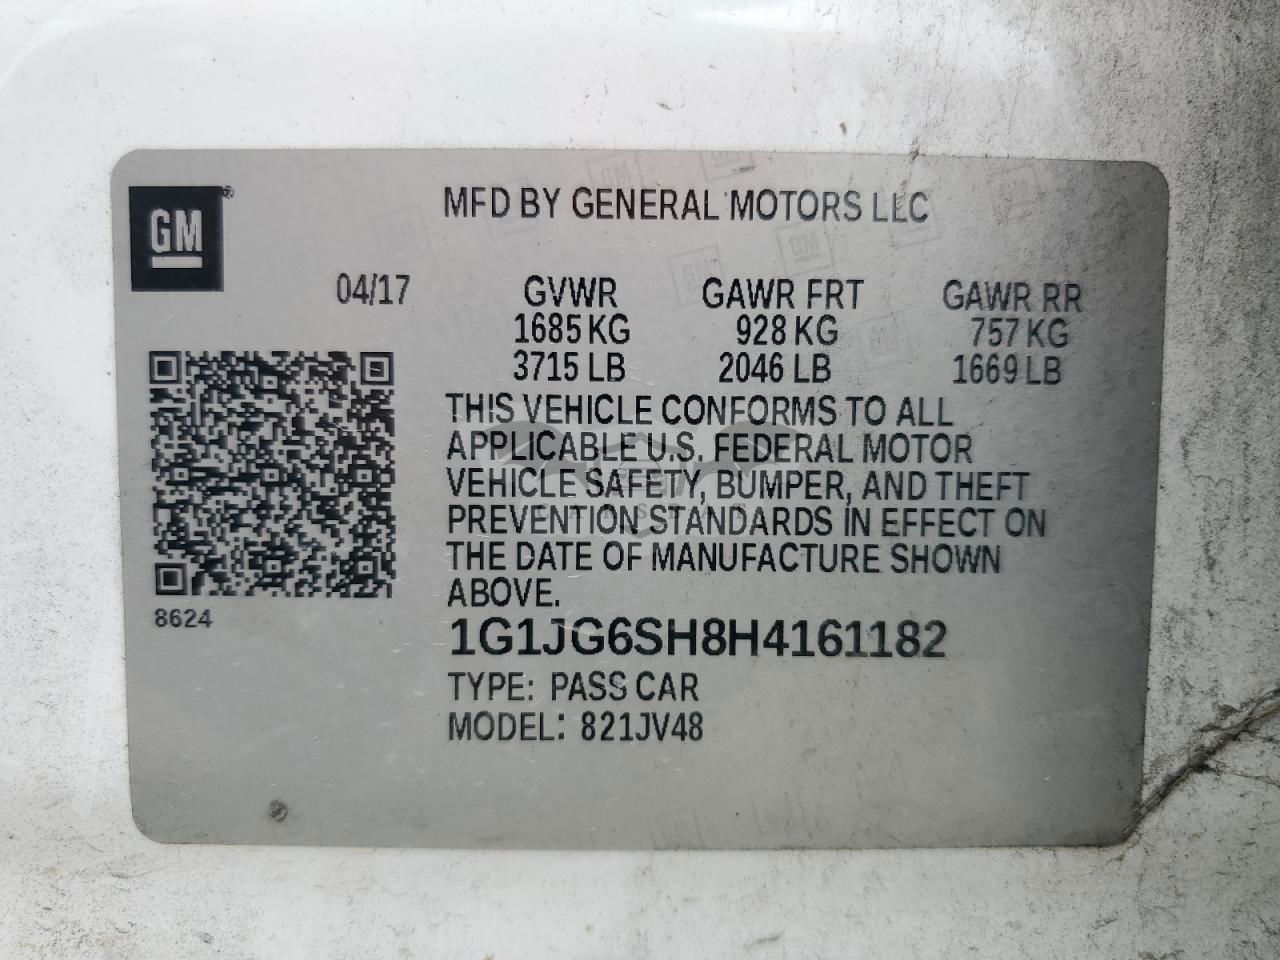 GM ®
MFD BY GENERAL MOTORS LLC
04/17
GVWR GAWR FRT GAWR RR
1685 KG 928 KG 757 KG
3715 LB 2046 LB 1669 LB
THIS VEHICLE CONFORMS TO ALL
APPLICABLE U.S. FEDERAL MOTOR
VEHICLE SAFETY, BUMPER, AND THEFT
PREVENTION STANDARDS IN EFFECT ON
THE DATE OF MANUFACTURE SHOWN
ABOVE.
8624
1G1JG6SH8H4161182
TYPE: PASS CAR
MODEL: 821JV48